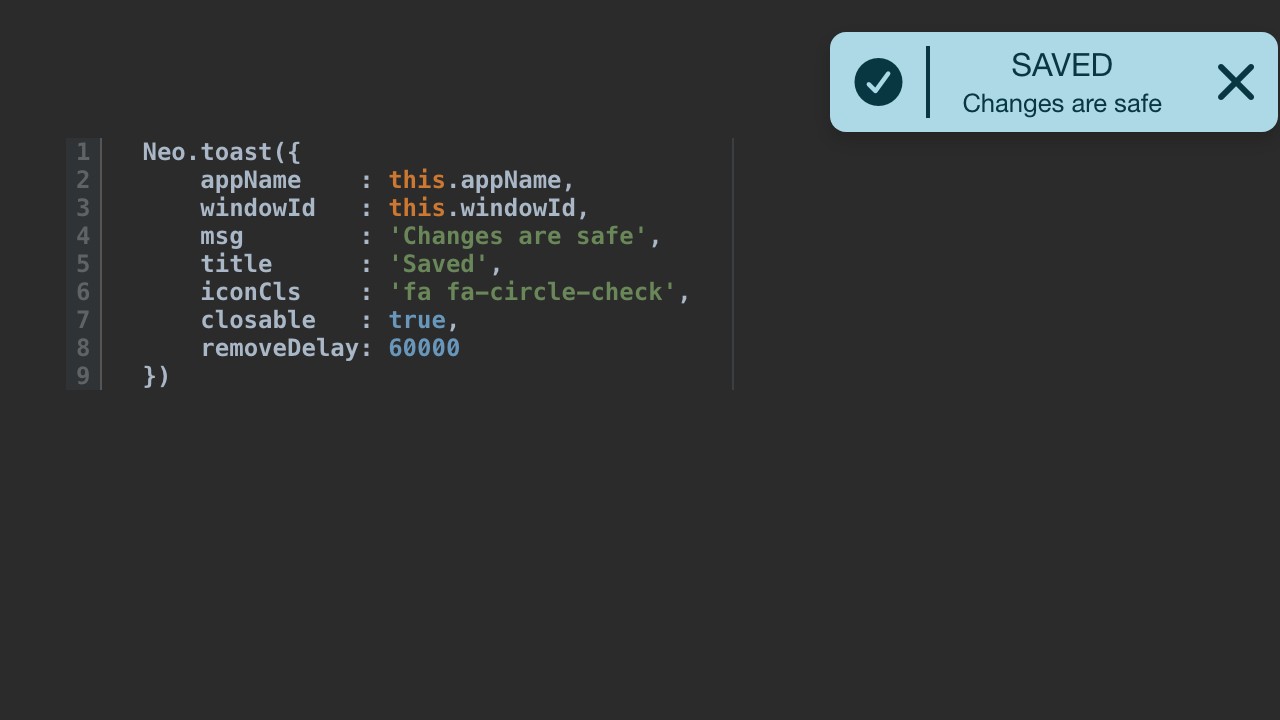 SAVED
Changes are safe
1 Neo.toast({
2     appName    : this.appName,
3     windowId   : this.windowId,
4     msg        : 'Changes are safe',
5     title      : 'Saved',
6     iconCls    : 'fa fa-circle-check',
7     closable   : true,
8     removeDelay: 60000
9 })